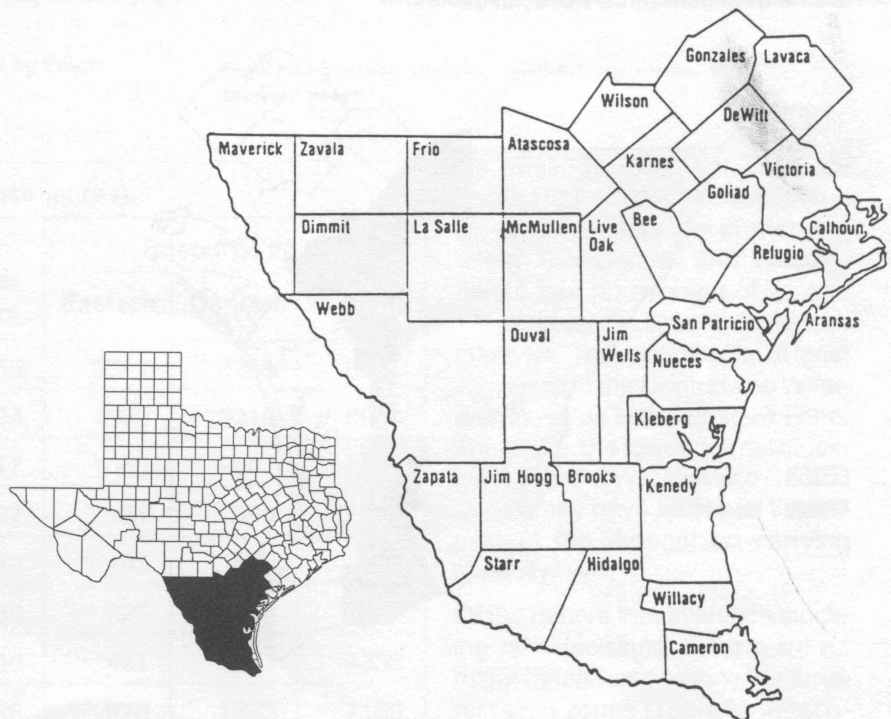 Gonzales
Lavaca
Wilson
DeWitt
Maverick
Zavala
Frio
Atascosa
Karnes
Victoria
Goliad
Dimmit
La Salle
McMullen
Live
Oak
Bee
Calhoun
Refugio
Webb
San Patricio
Aransas
Duval
Jim
Wells
Nueces
Kleberg
Zapata
Jim Hogg
Brooks
Kenedy
Starr
Hidalgo
Willacy
Cameron